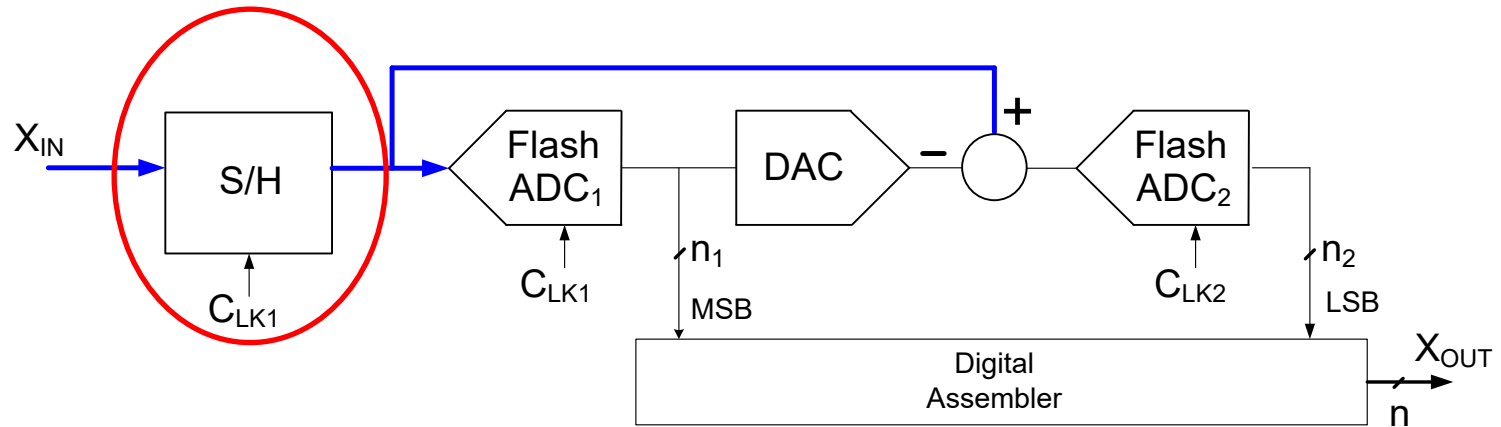 X_IN
S/H
C_LK1
Flash
ADC_1
C_LK1
n_1
MSB
DAC
−
+
Flash
ADC_2
C_LK2
n_2
LSB
Digital
Assembler
X_OUT
n